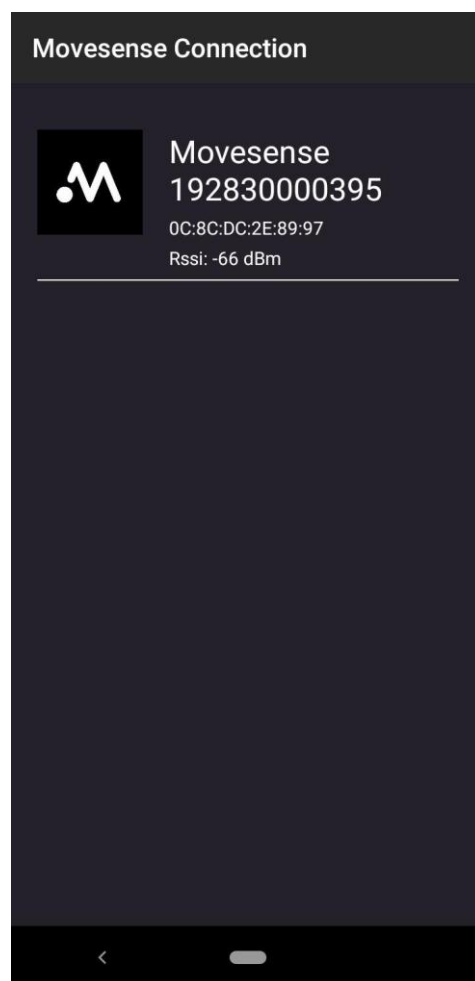 Movesense Connection
Movesense
192830000395
0C:8C:DC:2E:89:97
Rssi: -66 dBm